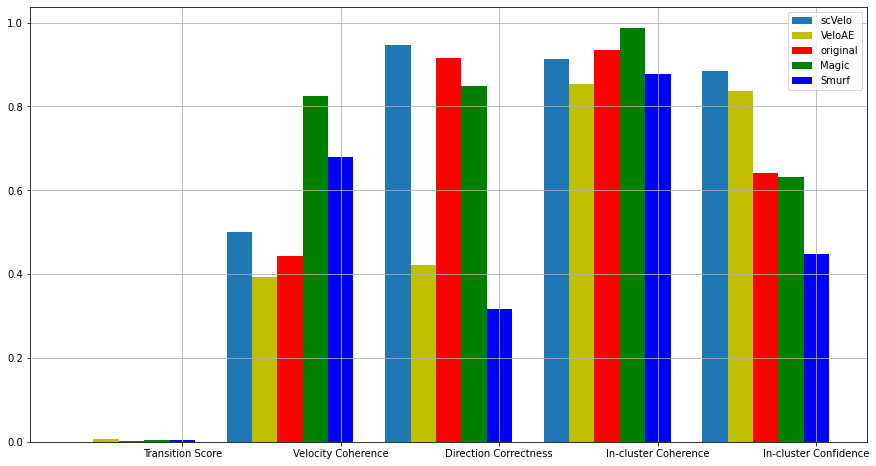 1.0
0.8
0.6
0.4
0.2
0.0
scVelo
VeloAE
original
Magic
Smurf
Transition Score
Velocity Coherence
Direction Correctness
In-cluster Coherence
In-cluster Confidence